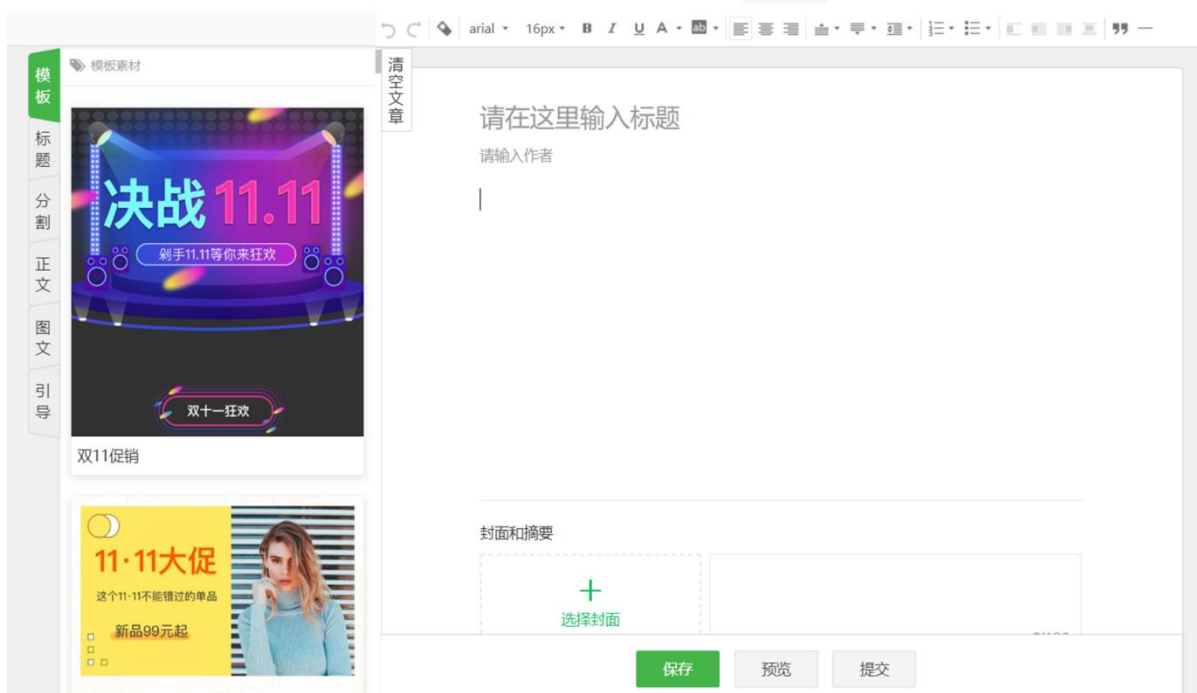 arial 16px B I U A ab
模板
标题
分割
正文
图文
引导
模板素材
决战11.11
剁手11.11等你来狂欢
双十一狂欢
双11促销
11·11大促
这个11·11不能错过的单品
新品99元起
清空文章
请在这里输入标题
请输入作者
封面和摘要
选择封面
保存 预览 提交